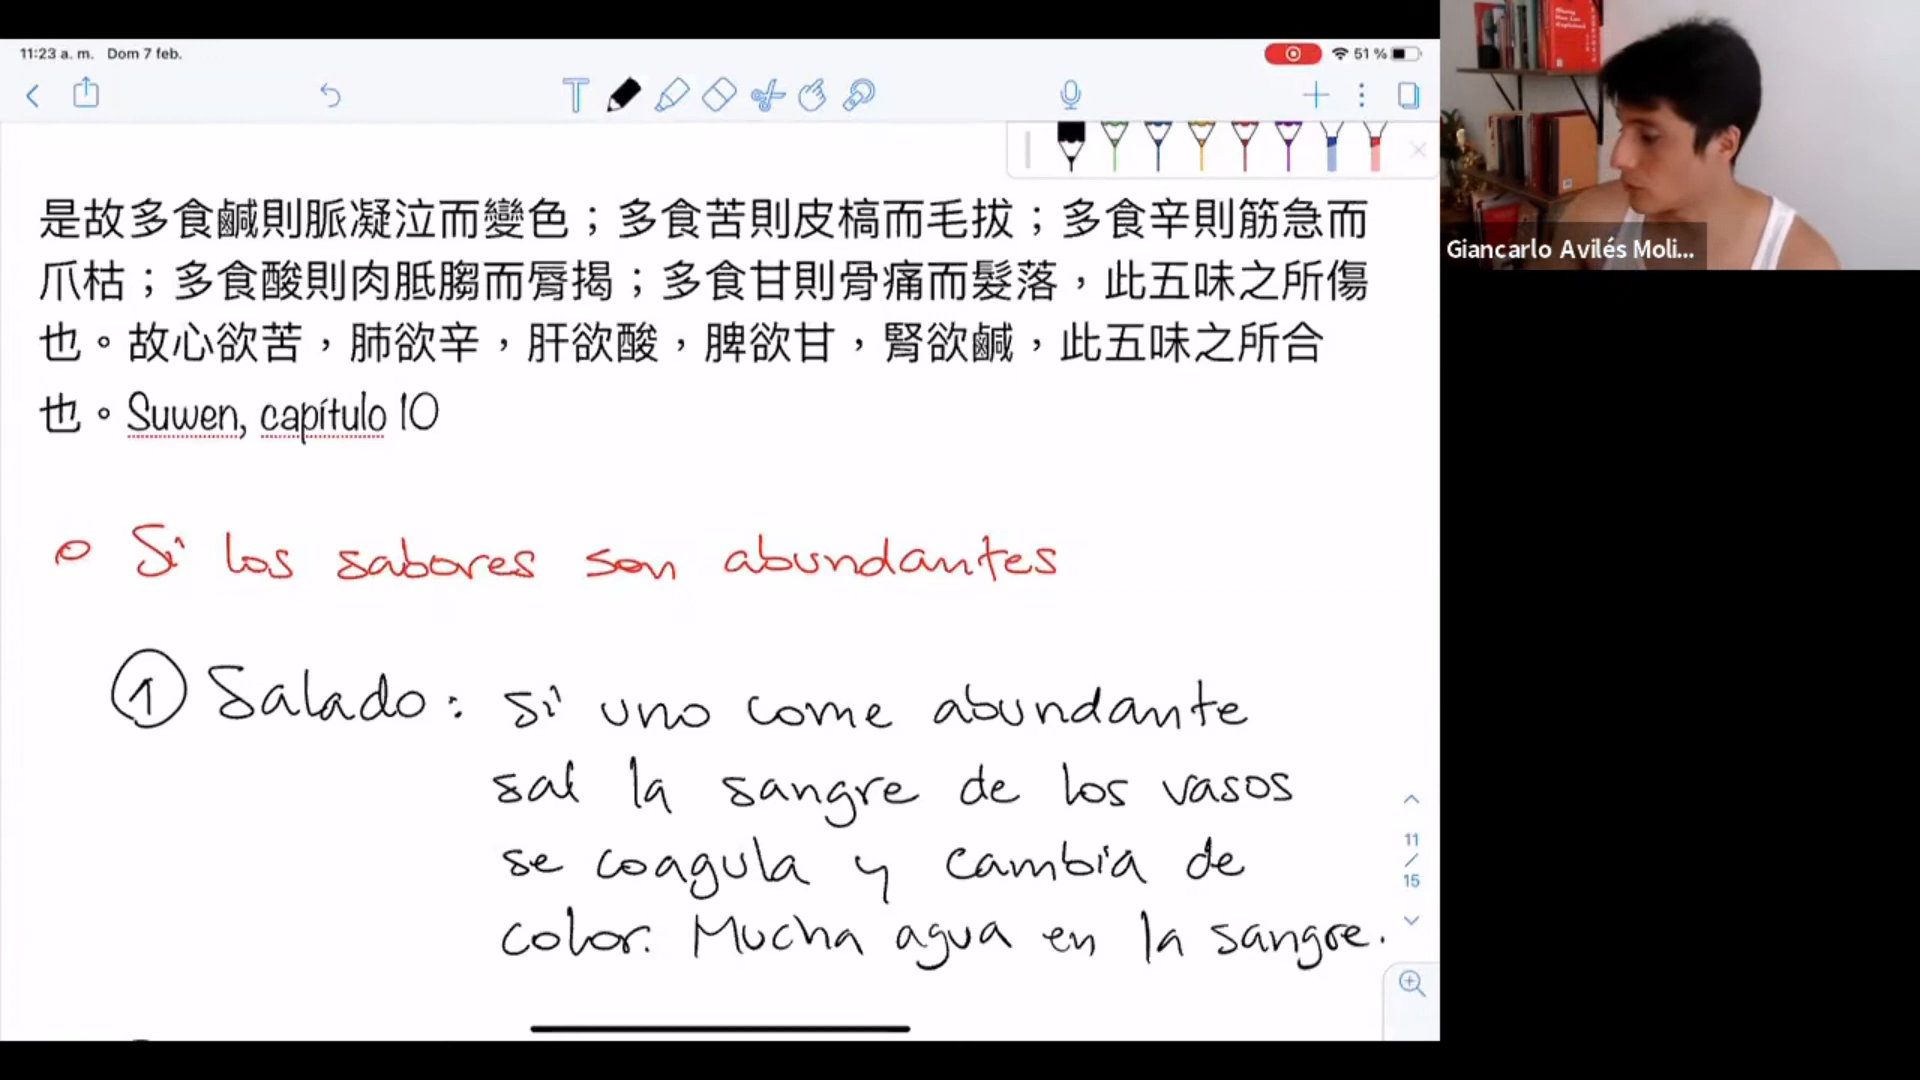 11:23 a. m. Dom 7 feb.
51 %
是故多食鹹則脈凝泣而變色；多食苦則皮槁而毛拔；多食辛則筋急而
爪枯；多食酸則肉胝䐢而脣揭；多食甘則骨痛而髮落，此五味之所傷
也。故心欲苦，肺欲辛，肝欲酸，脾欲甘，腎欲鹹，此五味之所合
也。Suwen, capítulo 10
Si los sabores son abundantes
1 Salado: Si uno come abundante
sal la sangre de los vasos
se coagula y cambia de
color. Mucha agua en la sangre.
11
/
15
Giancarlo Avilés Moli...